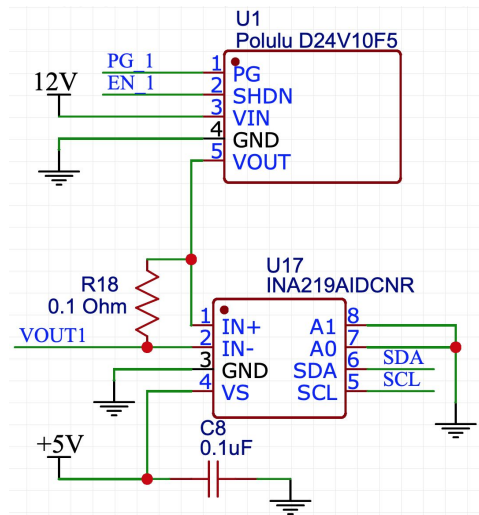 U1
Polulu D24V10F5
PG_1
1
PG
EN_1
2
SHDN
12V
3
VIN
4
GND
5
VOUT
R18
0.1 Ohm
U17
INA219AIDCNR
1
IN+
A1
8
VOUT1
2
IN-
A0
7
3
GND
SDA
6
SDA
4
VS
SCL
5
SCL
+5V
C8
0.1uF